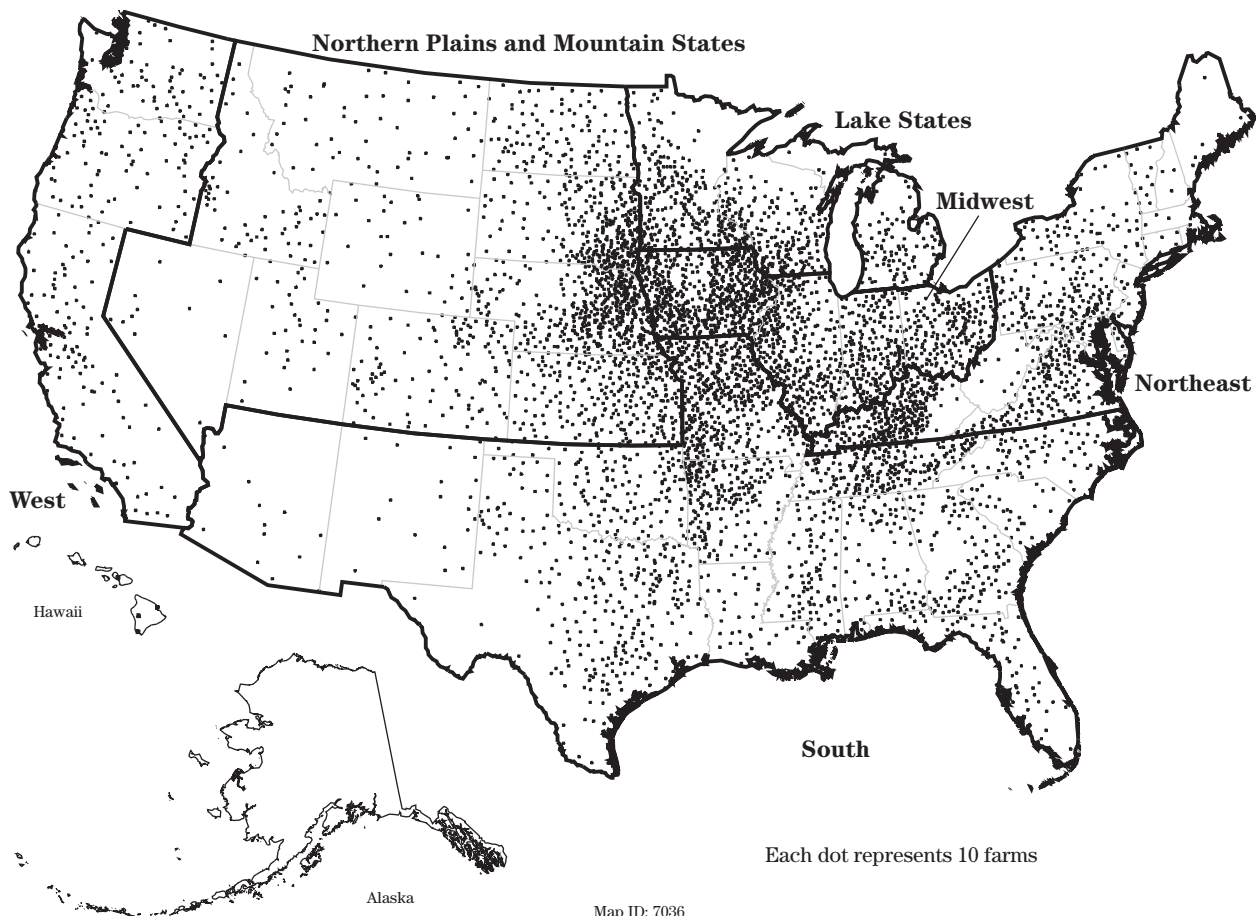 Northern Plains and Mountain States
Lake States
Midwest
Northeast
West
Hawaii
South
Each dot represents 10 farms
Alaska
Map ID: 7036